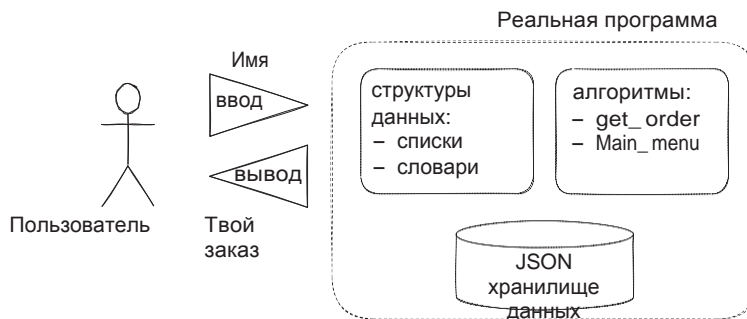 Реальная программа
Имя
ввод
вывод
Пользователь
Твой
заказ
структуры
данных:
– списки
– словари
алгоритмы:
– get_order
– Main_menu
JSON
хранилище
данных